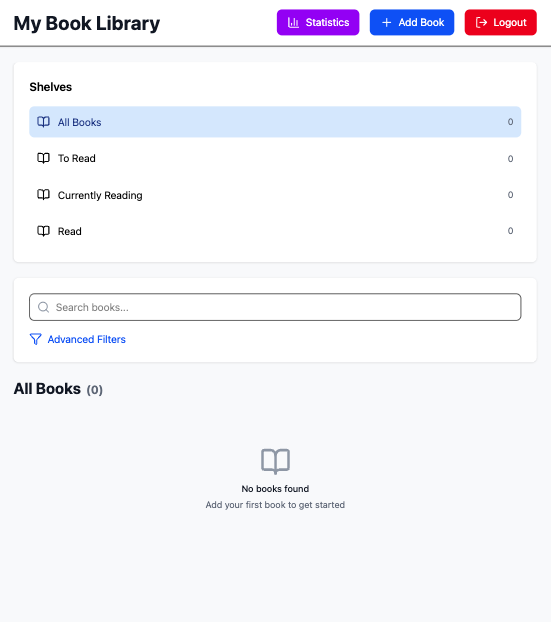 My Book Library
Statistics
Add Book
Logout
Shelves
All Books 0
To Read 0
Currently Reading 0
Read 0
Search books...
Advanced Filters
All Books (0)
No books found
Add your first book to get started